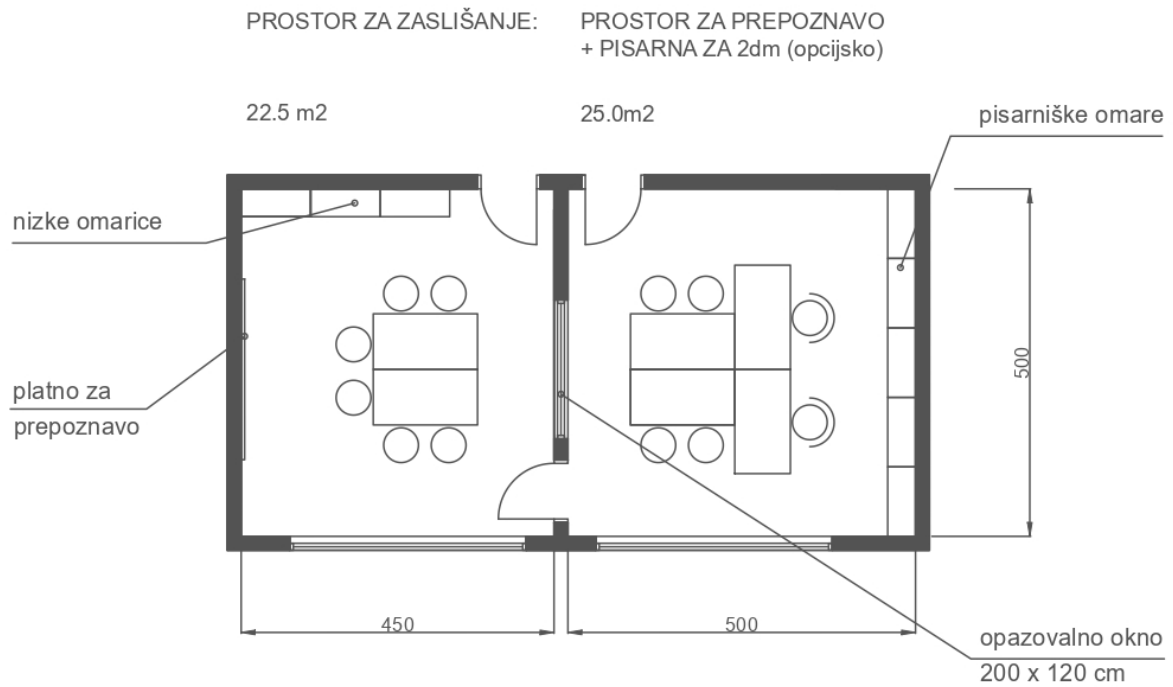 PROSTOR ZA ZASLIŠANJE:
22.5 m2
PROSTOR ZA PREPOZNAVO
+ PISARNA ZA 2dm (opcijsko)
25.0m2
pisarniške omare
nizke omarice
platno za
prepoznavo
500
450
500
opazovalno okno
200 x 120 cm